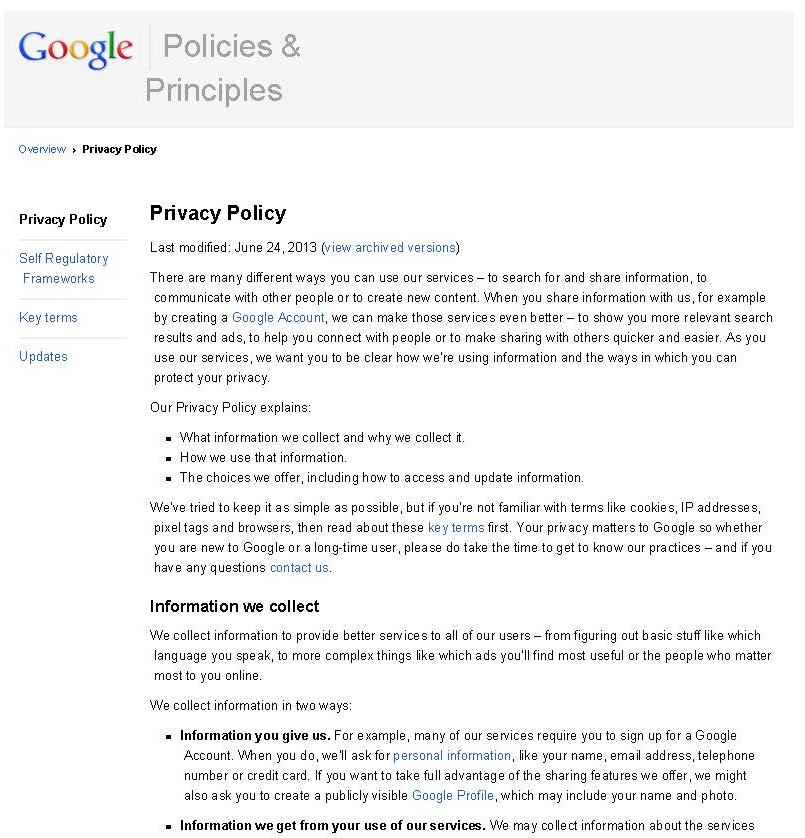 Google Policies &
Principles
Overview › Privacy Policy
Privacy Policy
Self Regulatory
Frameworks
Key terms
Updates
Privacy Policy
Last modified: June 24, 2013 (view archived versions)
There are many different ways you can use our services – to search for and share information, to
communicate with other people or to create new content. When you share information with us, for example
by creating a Google Account, we can make those services even better – to show you more relevant search
results and ads, to help you connect with people or to make sharing with others quicker and easier. As you
use our services, we want you to be clear how we're using information and the ways in which you can
protect your privacy.
Our Privacy Policy explains:
▪ What information we collect and why we collect it.
▪ How we use that information.
▪ The choices we offer, including how to access and update information.
We've tried to keep it as simple as possible, but if you're not familiar with terms like cookies, IP addresses,
pixel tags and browsers, then read about these key terms first. Your privacy matters to Google so whether
you are new to Google or a long-time user, please do take the time to get to know our practices – and if you
have any questions contact us.
Information we collect
We collect information to provide better services to all of our users – from figuring out basic stuff like which
language you speak, to more complex things like which ads you'll find most useful or the people who matter
most to you online.
We collect information in two ways:
▪ Information you give us. For example, many of our services require you to sign up for a Google
Account. When you do, we'll ask for personal information, like your name, email address, telephone
number or credit card. If you want to take full advantage of the sharing features we offer, we might
also ask you to create a publicly visible Google Profile, which may include your name and photo.
▪ Information we get from your use of our services. We may collect information about the services